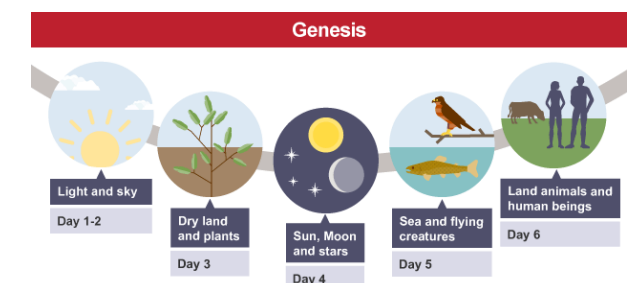 Genesis
Light and sky
Day 1-2
Dry land
and plants
Day 3
Sun, Moon
and stars
Day 4
Sea and flying
creatures
Day 5
Land animals and
human beings
Day 6